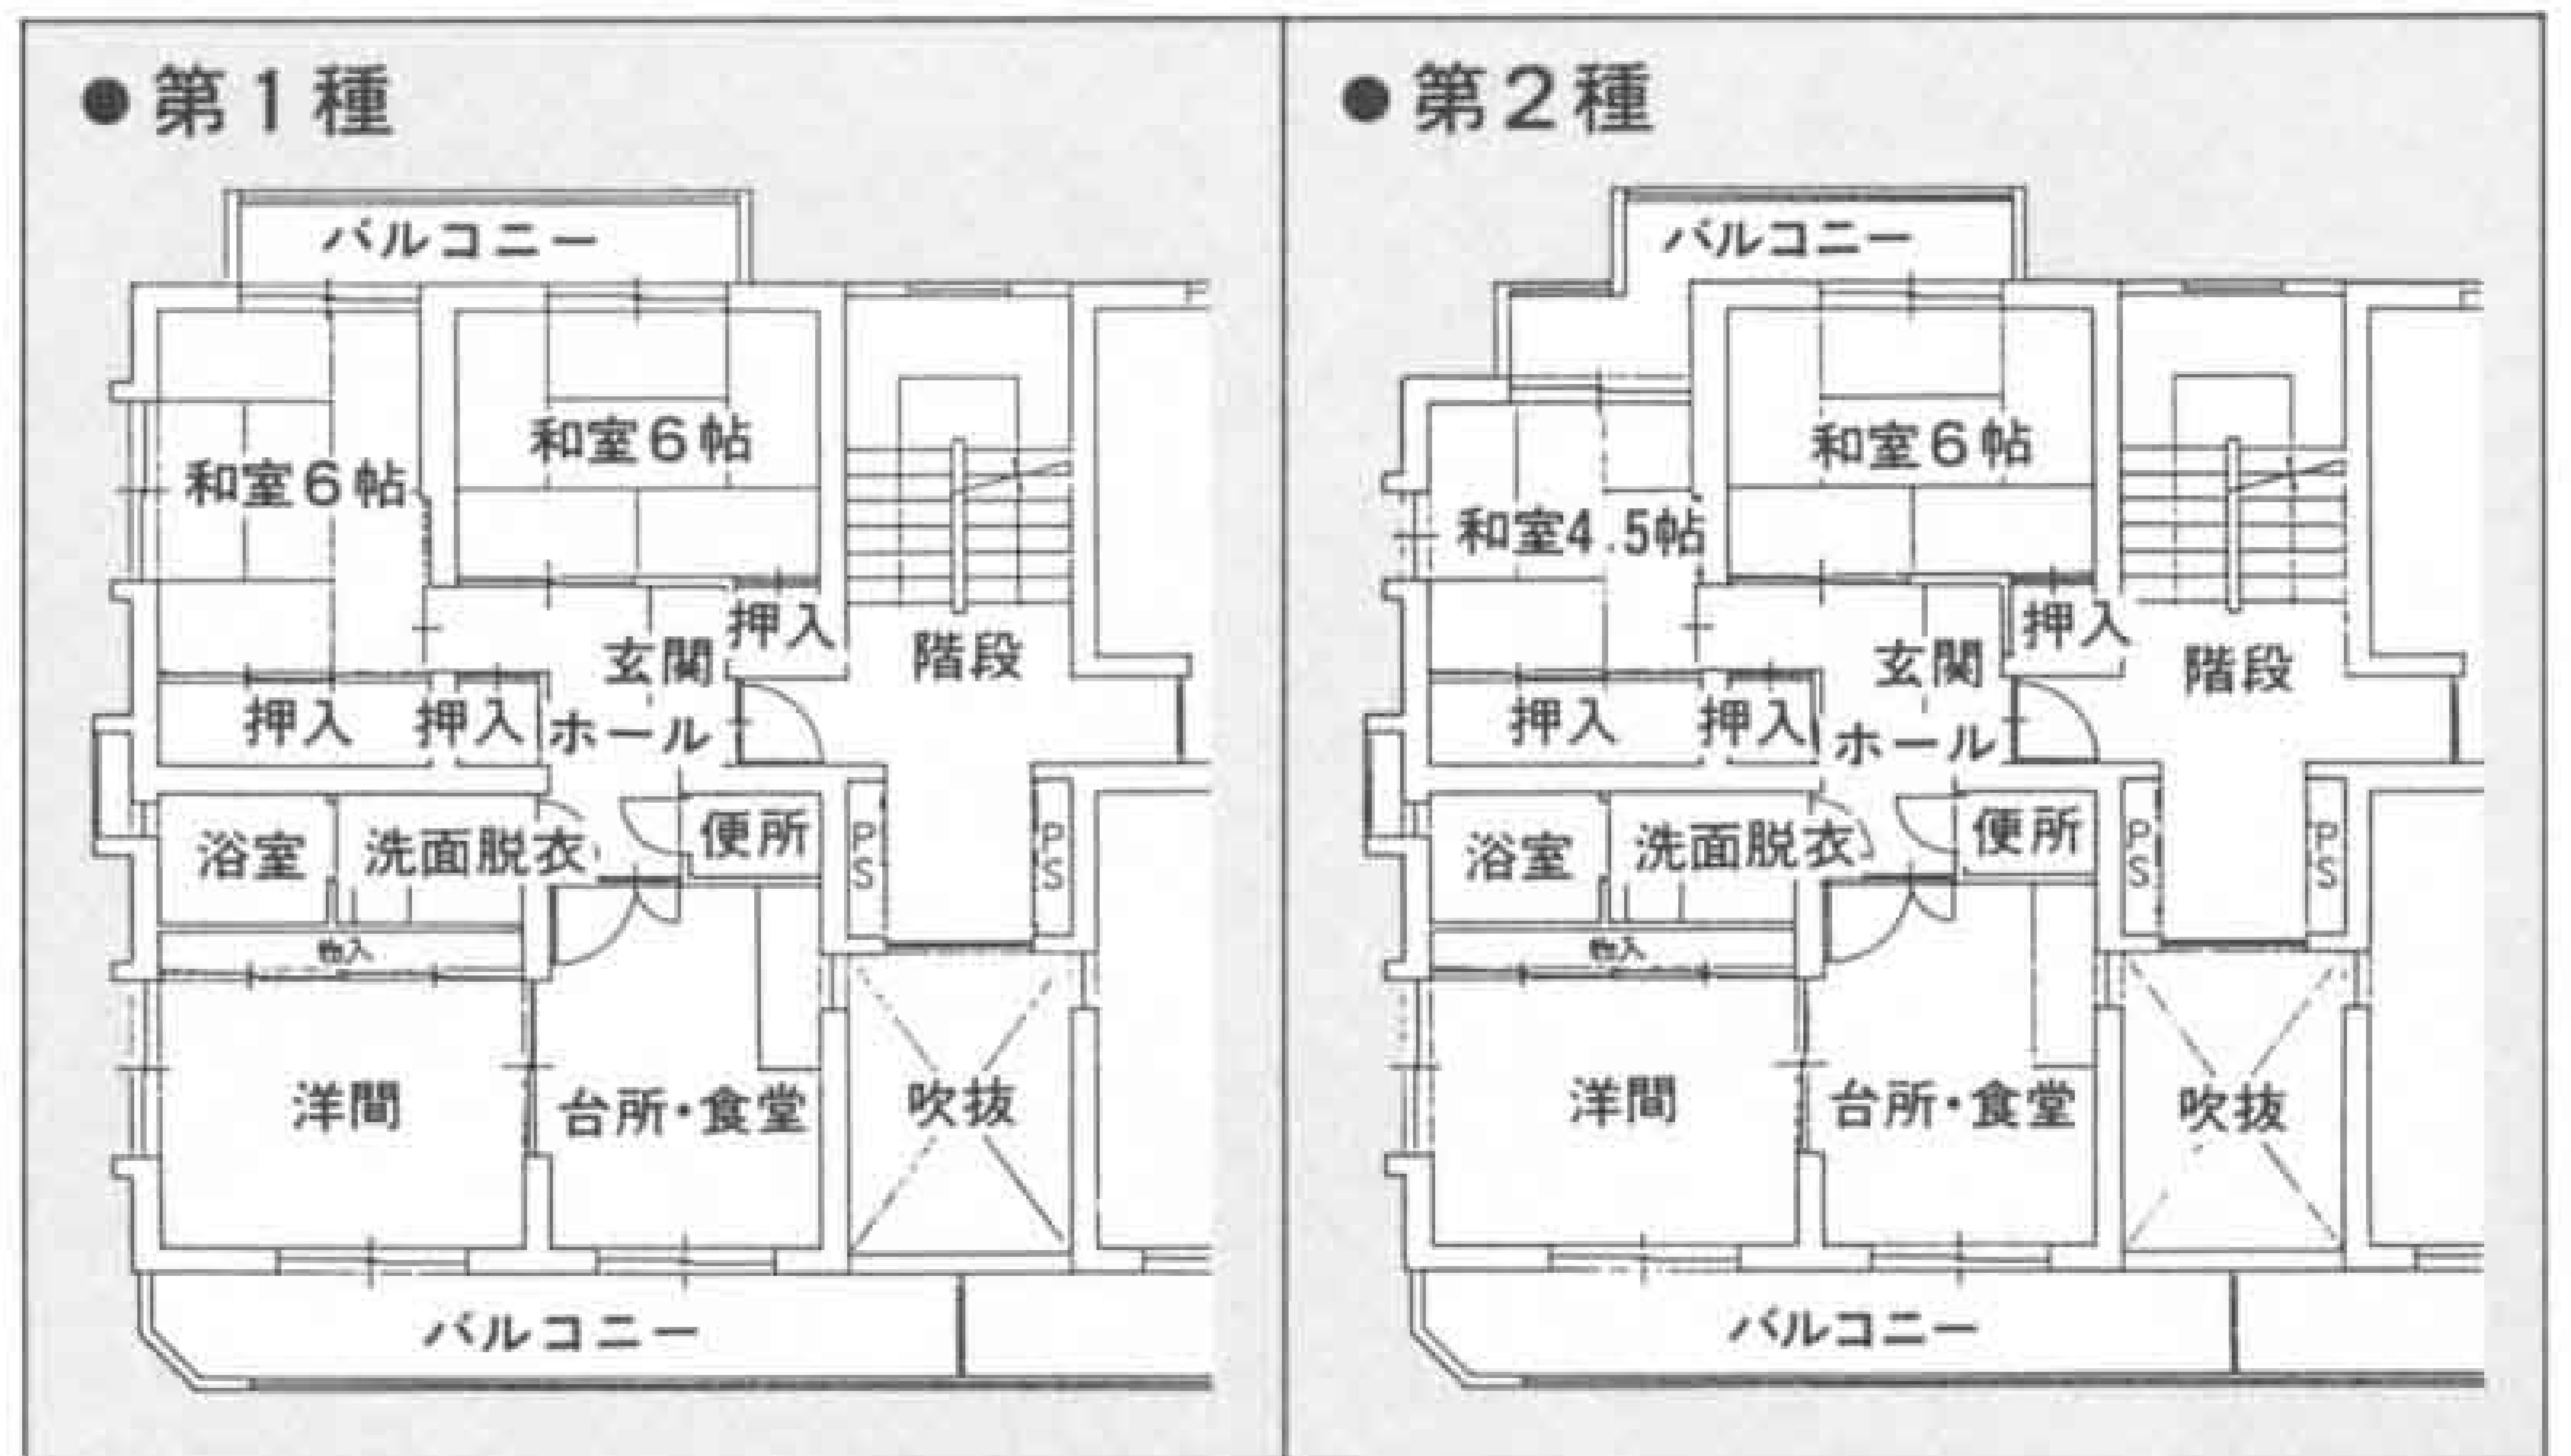 ●第1種
バルコニー
和室6帖
和室6帖
押入
玄関
階段
押入
押入
ホール
浴室
洗面脱衣
便所
PS
PS
物入
洋間
台所・食堂
吹抜
バルコニー
●第2種
バルコニー
和室6帖
和室4.5帖
押入
玄関
階段
押入
押入
ホール
浴室
洗面脱衣
便所
PS
PS
物入
洋間
台所・食堂
吹抜
バルコニー